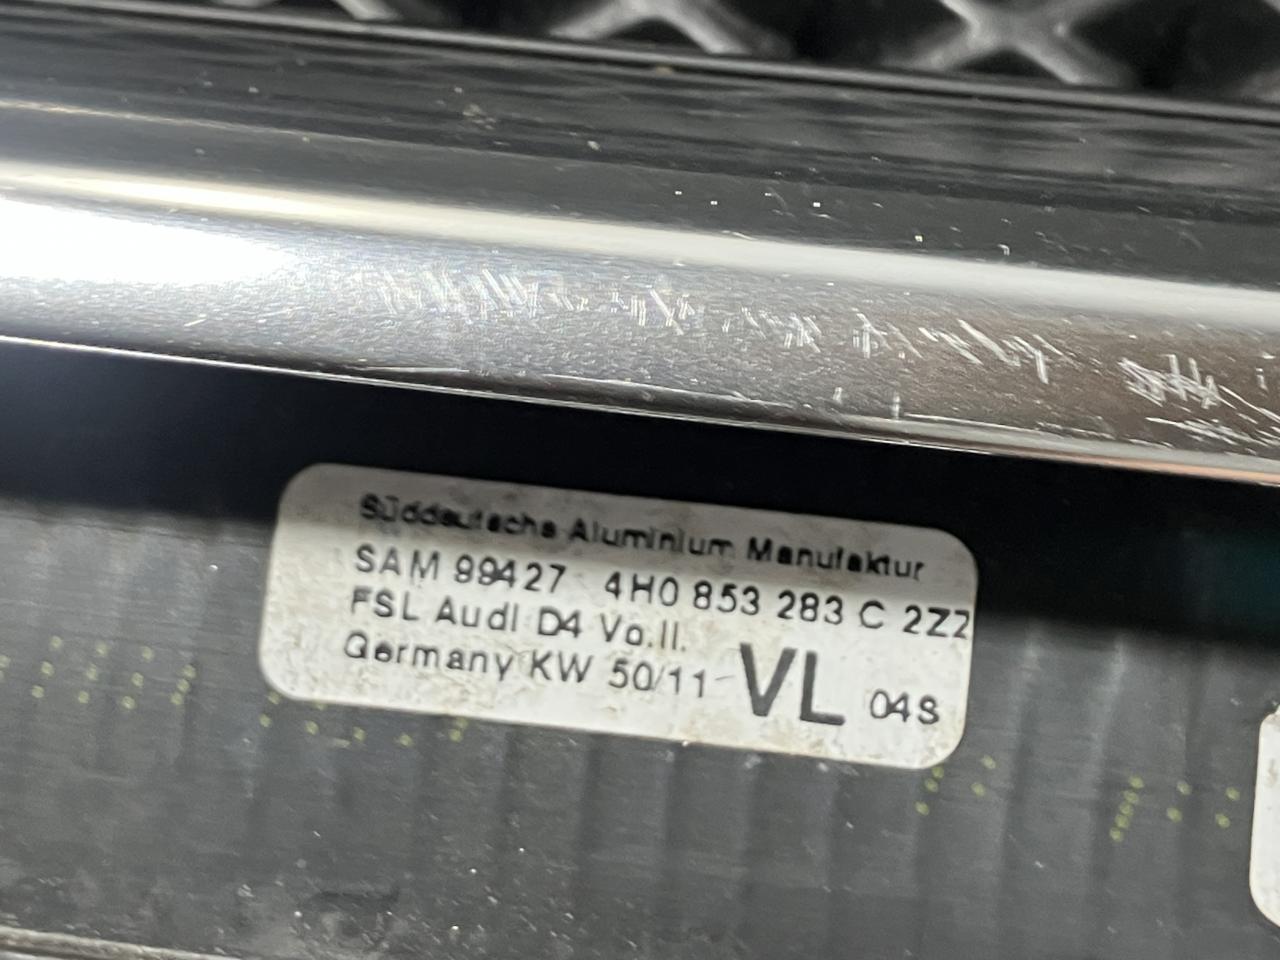 Süddeutsche Aluminium Manufaktur
SAM 99427 4H0 853 283 C 2ZZ
FSL Audi D4 Vo.II.
Germany KW 50/11 VL 04S